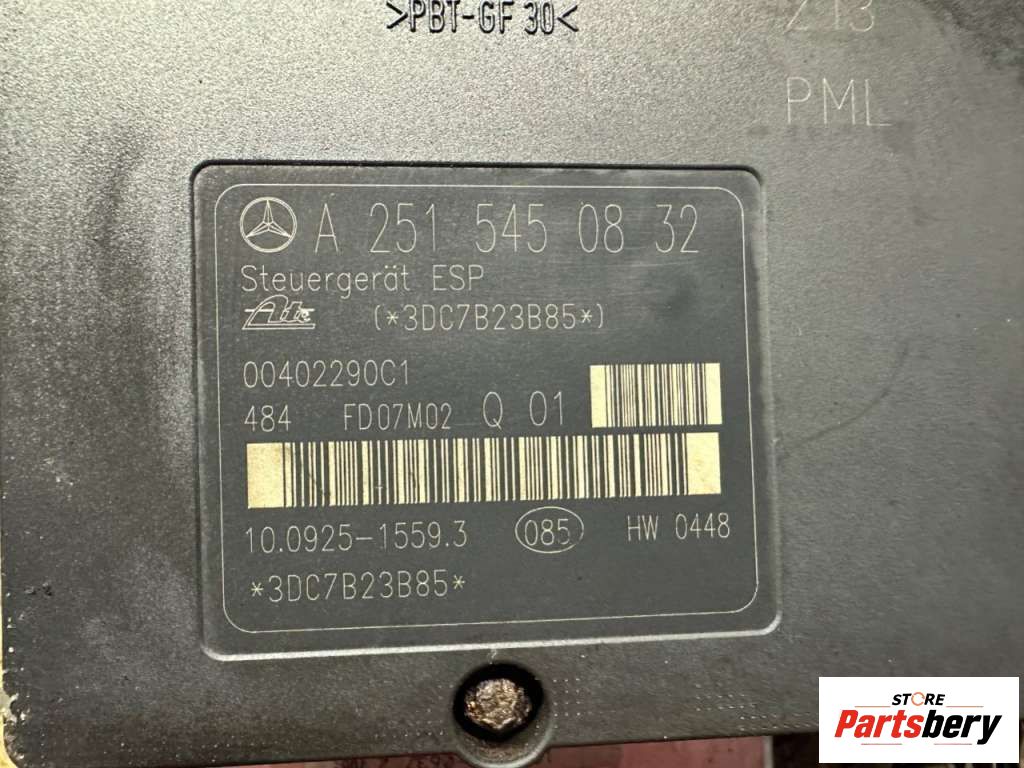 >PBT-GF 30<
PML
A 251 545 08 32
Steuergerät ESP
Ate (*3DC7B23B85*)
00402290C1
484 FD07M02 Q 01
10.0925-1559.3 085 HW 0448
*3DC7B23B85*
STORE
Partsbery